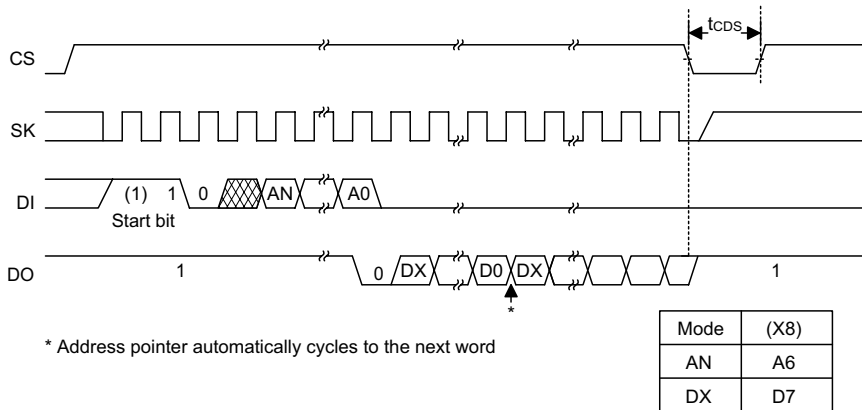 tCDS
CS
SK
DI
(1) 1 0 AN A0
Start bit
DO
1 0 DX D0 DX 1
*
* Address pointer automatically cycles to the next word
Mode (X8)
AN A6
DX D7